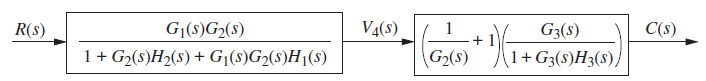 R(s)
G1(s)G2(s)
1 + G2(s)H2(s) + G1(s)G2(s)H1(s)
V4(s)
(1/G2(s) + 1)(G3(s)/1 + G3(s)H3(s))
C(s)